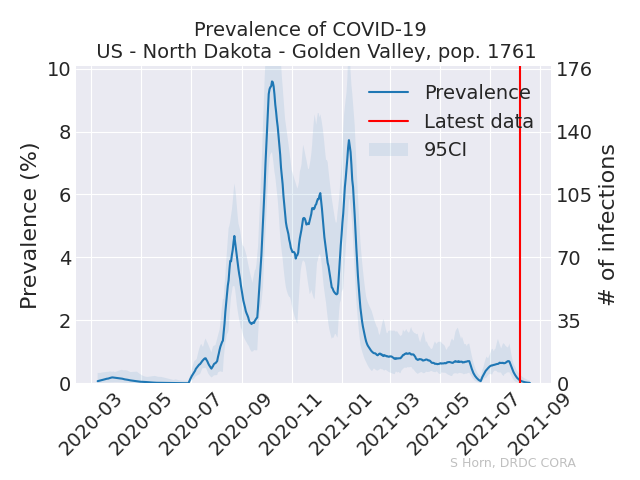 Prevalence of COVID-19
US - North Dakota - Golden Valley, pop. 1761
Prevalence (%)
10
8
6
4
2
0
Prevalence
Latest data
95CI
176
140
105
70
35
0
# of infections
2020-03
2020-05
2020-07
2020-09
2020-11
2021-01
2021-03
2021-05
2021-07
2021-09
S Horn, DRDC CORA